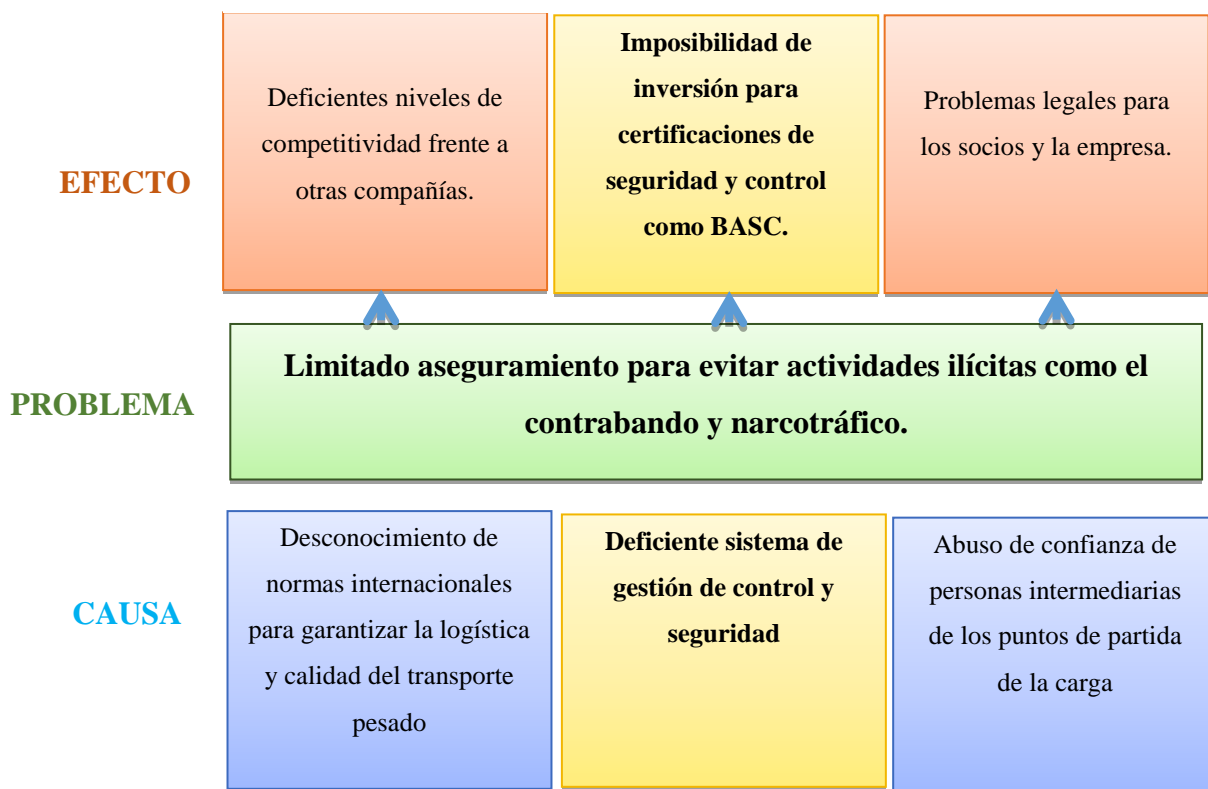 EFECTO
Deficientes niveles de
competitividad frente a
otras compañías.
Imposibilidad de
inversión para
certificaciones de
seguridad y control
como BASC.
Problemas legales para
los socios y la empresa.
PROBLEMA
Limitado aseguramiento para evitar actividades ilícitas como el
contrabando y narcotráfico.
CAUSA
Desconocimiento de
normas internacionales
para garantizar la logística
y calidad del transporte
pesado
Deficiente sistema de
gestión de control y
seguridad
Abuso de confianza de
personas intermediarias
de los puntos de partida
de la carga